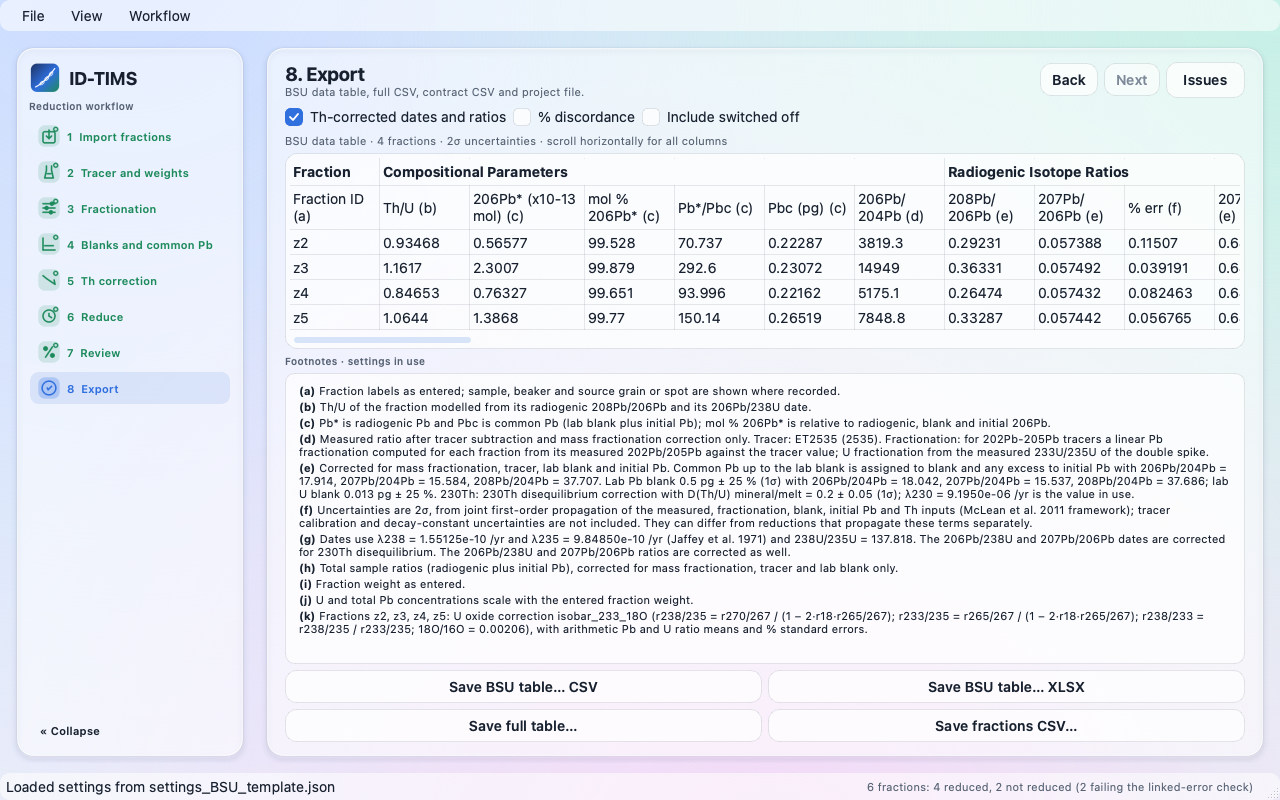 File View Workflow
ID-TIMS
Reduction workflow
1 Import fractions
2 Tracer and weights
3 Fractionation
4 Blanks and common Pb
5 Th correction
6 Reduce
7 Review
8 Export
« Collapse
8. Export
BSU data table, full CSV, contract CSV and project file.
Back Next Issues
Th-corrected dates and ratios % discordance Include switched off
BSU data table · 4 fractions · 2σ uncertainties · scroll horizontally for all columns
Fraction Compositional Parameters Radiogenic Isotope Ratios
Fraction ID (a) Th/U (b) 206Pb* (x10-13 mol) (c) mol % 206Pb* (c) Pb*/Pbc (c) Pbc (pg) (c) 206Pb/ 204Pb (d) 208Pb/ 206Pb (e) 207Pb/ 206Pb (e) % err (f) 207 (e)
z2 0.93468 0.56577 99.528 70.737 0.22287 3819.3 0.29231 0.057388 0.11507 0.6
z3 1.1617 2.3007 99.879 292.6 0.23072 14949 0.36331 0.057492 0.039191 0.6
z4 0.84653 0.76327 99.651 93.996 0.22162 5175.1 0.26474 0.057432 0.082463 0.6
z5 1.0644 1.3868 99.77 150.14 0.26519 7848.8 0.33287 0.057442 0.056765 0.6
Footnotes · settings in use
(a) Fraction labels as entered; sample, beaker and source grain or spot are shown where recorded.
(b) Th/U of the fraction modelled from its radiogenic 208Pb/206Pb and its 206Pb/238U date.
(c) Pb* is radiogenic Pb and Pbc is common Pb (lab blank plus initial Pb); mol % 206Pb* is relative to radiogenic, blank and initial 206Pb.
(d) Measured ratio after tracer subtraction and mass fractionation correction only. Tracer: ET2535 (2535). Fractionation: for 202Pb-205Pb tracers a linear Pb
fractionation computed for each fraction from its measured 202Pb/205Pb against the tracer value; U fractionation from the measured 233U/235U of the double spike.
(e) Corrected for mass fractionation, tracer, lab blank and initial Pb. Common Pb up to the lab blank is assigned to blank and any excess to initial Pb with 206Pb/204Pb =
17.914, 207Pb/204Pb = 15.584, 208Pb/204Pb = 37.707. Lab Pb blank 0.5 pg ± 25 % (1σ) with 206Pb/204Pb = 18.042, 207Pb/204Pb = 15.537, 208Pb/204Pb = 37.686; lab
U blank 0.013 pg ± 25 %. 230Th: 230Th disequilibrium correction with D(Th/U) mineral/melt = 0.2 ± 0.05 (1σ); λ230 = 9.1950e-06 /yr is the value in use.
(f) Uncertainties are 2σ, from joint first-order propagation of the measured, fractionation, blank, initial Pb and Th inputs (McLean et al. 2011 framework); tracer
calibration and decay-constant uncertainties are not included. They can differ from reductions that propagate these terms separately.
(g) Dates use λ238 = 1.55125e-10 /yr and λ235 = 9.84850e-10 /yr (Jaffey et al. 1971) and 238U/235U = 137.818. The 206Pb/238U and 207Pb/206Pb dates are corrected
for 230Th disequilibrium. The 206Pb/238U and 207Pb/206Pb ratios are corrected as well.
(h) Total sample ratios (radiogenic plus initial Pb), corrected for mass fractionation, tracer and lab blank only.
(i) Fraction weight as entered.
(j) U and total Pb concentrations scale with the entered fraction weight.
(k) Fractions z2, z3, z4, z5: U oxide correction isobar_233_18O (r238/235 = r270/267 / (1 − 2·r18·r265/267); r233/235 = r265/267 / (1 − 2·r18·r265/267); r238/233 =
r238/235 / r233/235; 18O/16O = 0.00206), with arithmetic Pb and U ratio means and % standard errors.
Save BSU table... CSV Save BSU table... XLSX
Save full table... Save fractions CSV...
Loaded settings from settings_BSU_template.json
6 fractions: 4 reduced, 2 not reduced (2 failing the linked-error check)